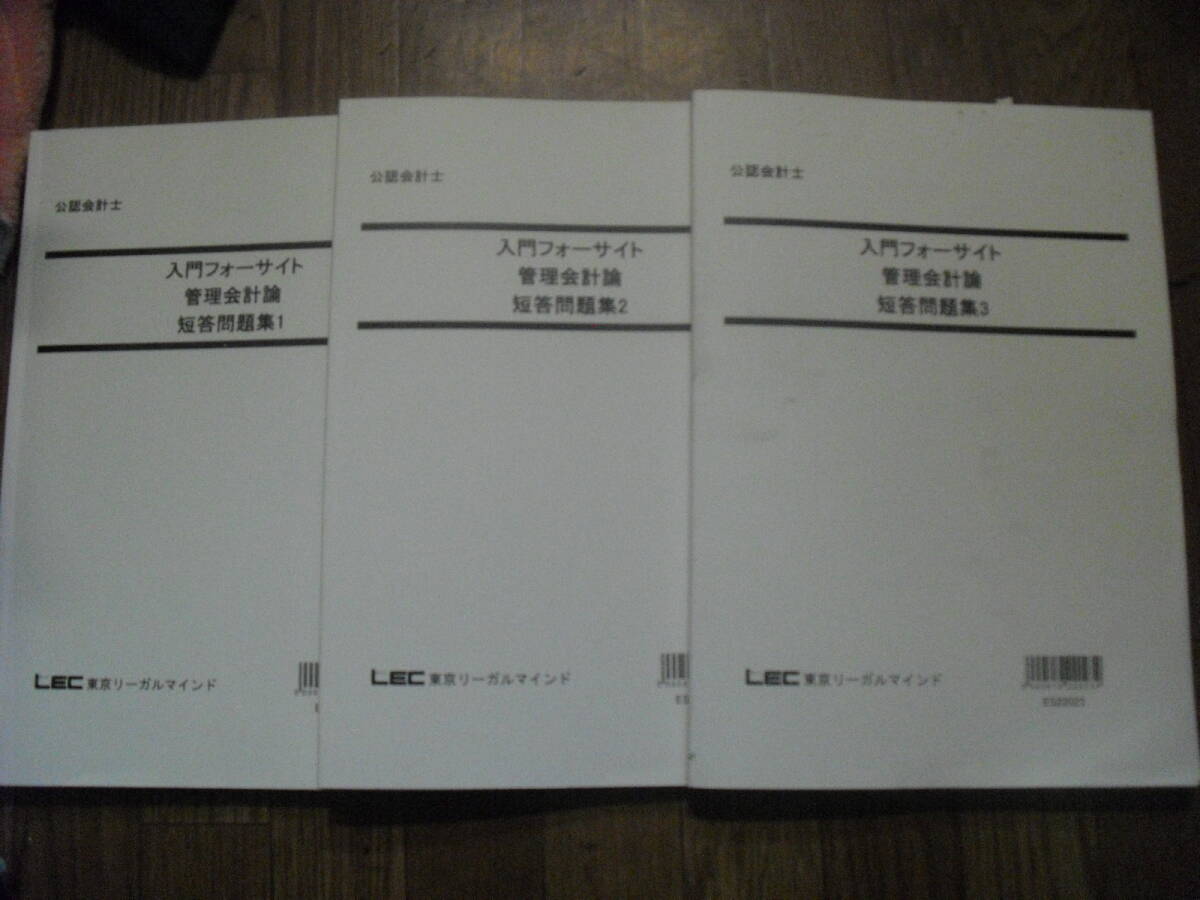 公認会計士
入門フォーサイト
管理会計論
短答問題集1
LEC東京リーガルマインド
公認会計士
入門フォーサイト
管理会計論
短答問題集2
LEC東京リーガルマインド
公認会計士
入門フォーサイト
管理会計論
短答問題集3
LEC東京リーガルマインド